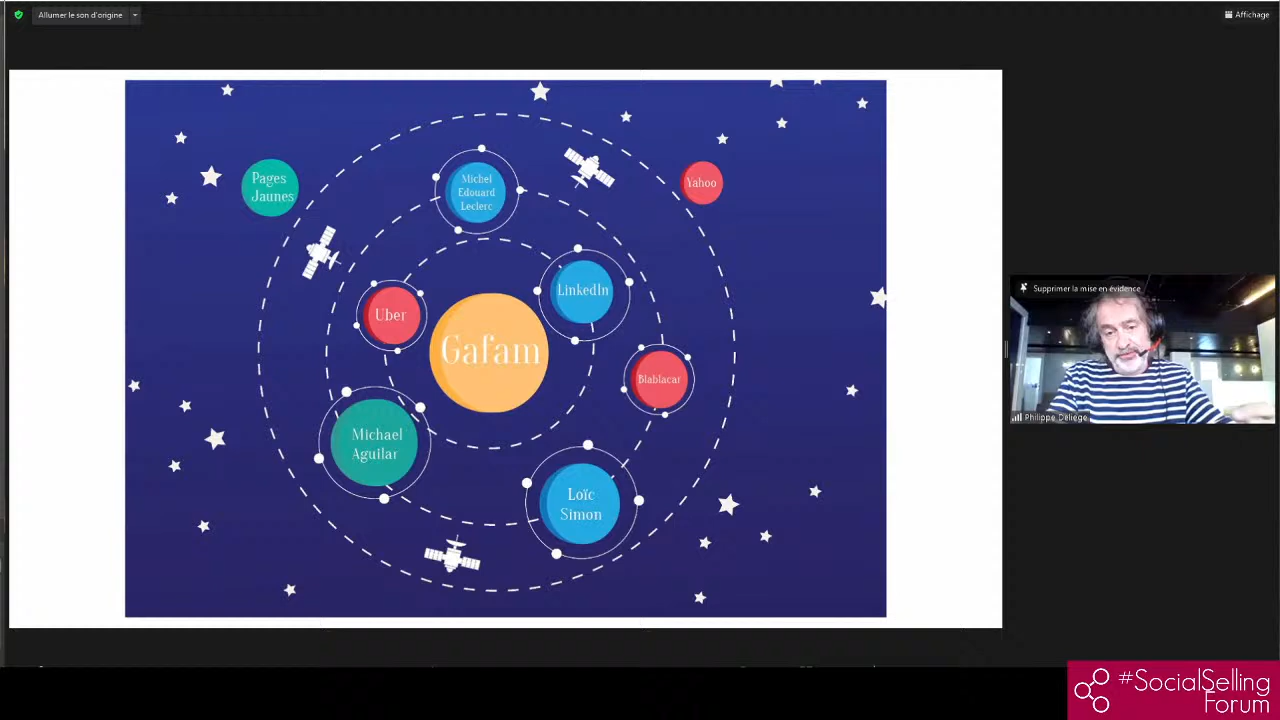 Allumer le son d'origine
Affichage
Pages
Jaunes
Michel
Edouard
Leclerc
Yahoo
LinkedIn
Uber
Gafam
Blablacar
Michael
Aguilar
Loïc
Simon
Supprimer la mise en évidence
Philippe Deliège
#SocialSelling
Forum